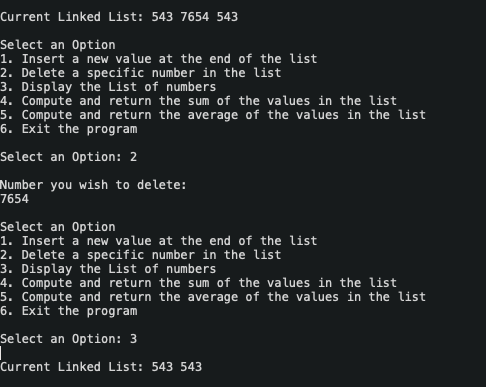 Current Linked List: 543 7654 543
Select an Option
1. Insert a new value at the end of the list
2. Delete a specific number in the list
3. Display the List of numbers
4. Compute and return the sum of the values in the list
5. Compute and return the average of the values in the list
6. Exit the program
Select an Option: 2
Number you wish to delete:
7654
Select an Option
1. Insert a new value at the end of the list
2. Delete a specific number in the list
3. Display the List of numbers
4. Compute and return the sum of the values in the list
5. Compute and return the average of the values in the list
6. Exit the program
Select an Option: 3
Current Linked List: 543 543